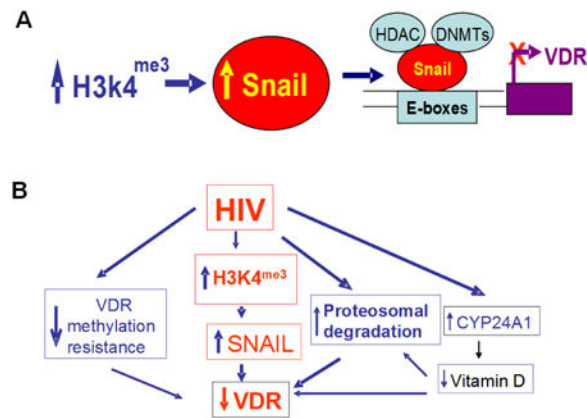 A
↑ H3k4me3
↑ Snail
HDAC
DNMTs
Snail
E-boxes
X
VDR
B
HIV
↓ VDR
methylation
resistance
↑ H3K4me3
↑ SNAIL
↓ VDR
↑ Proteosomal
degradation
↑ CYP24A1
↓ Vitamin D